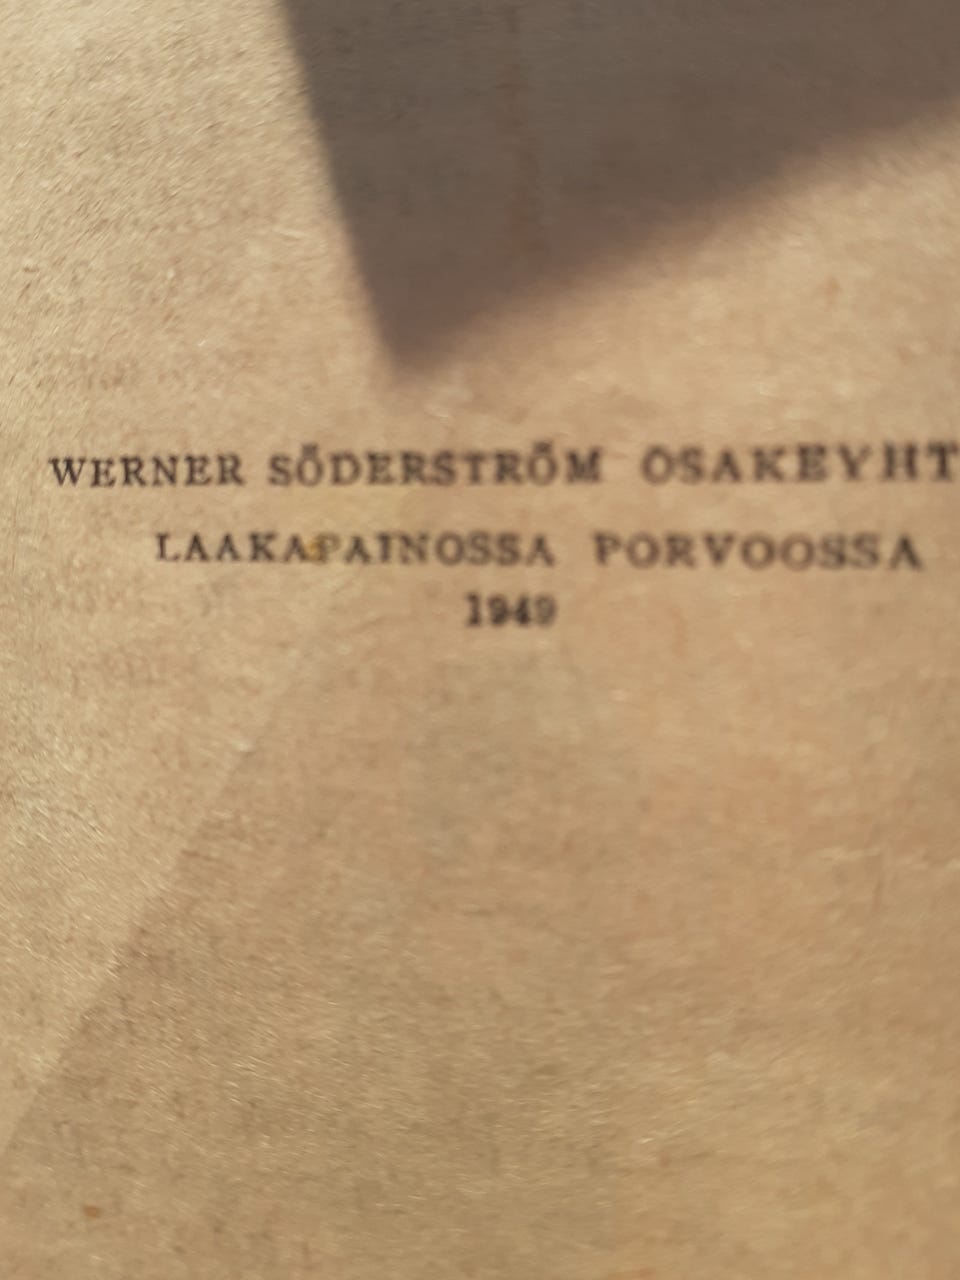 WERNER SÖDERSTRÖM OSAKEYHT
LAAKAPAINOSSA PORVOOSSA
1949